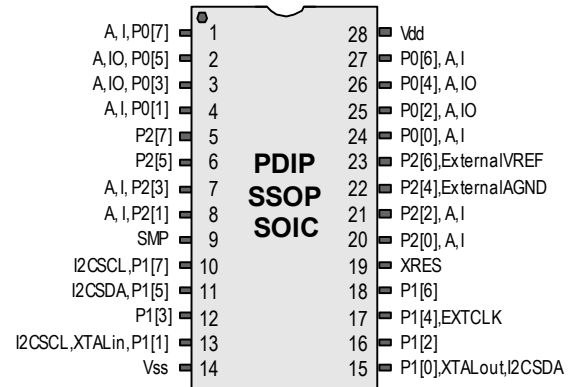 A, I, P0[7] 1 28 Vdd
A, IO, P0[5] 2 27 P0[6], A, I
A, IO, P0[3] 3 26 P0[4], A, IO
A, I, P0[1] 4 25 P0[2], A, IO
P2[7] 5 24 P0[0], A, I
P2[5] 6 PDIP 23 P2[6], ExternalVREF
A, I, P2[3] 7 SSOP 22 P2[4], ExternalAGND
A, I, P2[1] 8 SOIC 21 P2[2], A, I
SMP 9 20 P2[0], A, I
I2CSCL, P1[7] 10 19 XRES
I2CSDA, P1[5] 11 18 P1[6]
P1[3] 12 17 P1[4], EXTCLK
I2CSCL, XTALin, P1[1] 13 16 P1[2]
Vss 14 15 P1[0], XTALout, I2CSDA